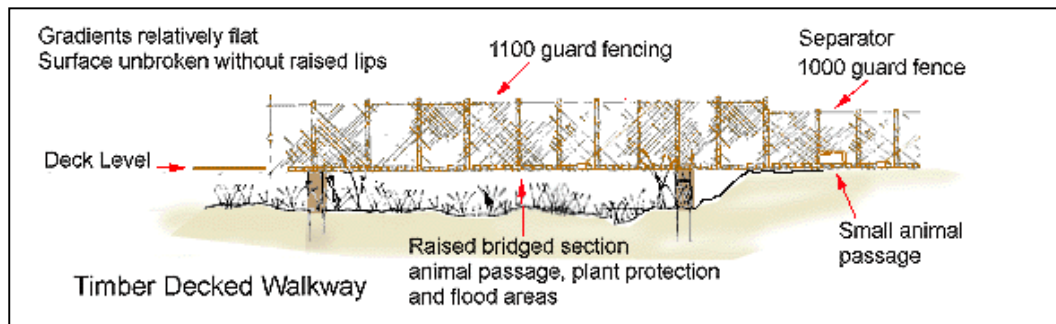 Gradients relatively flat
Surface unbroken without raised lips
1100 guard fencing
Separator
1000 guard fence
Deck Level
Raised bridged section
animal passage, plant protection
and flood areas
Small animal
passage
Timber Decked Walkway